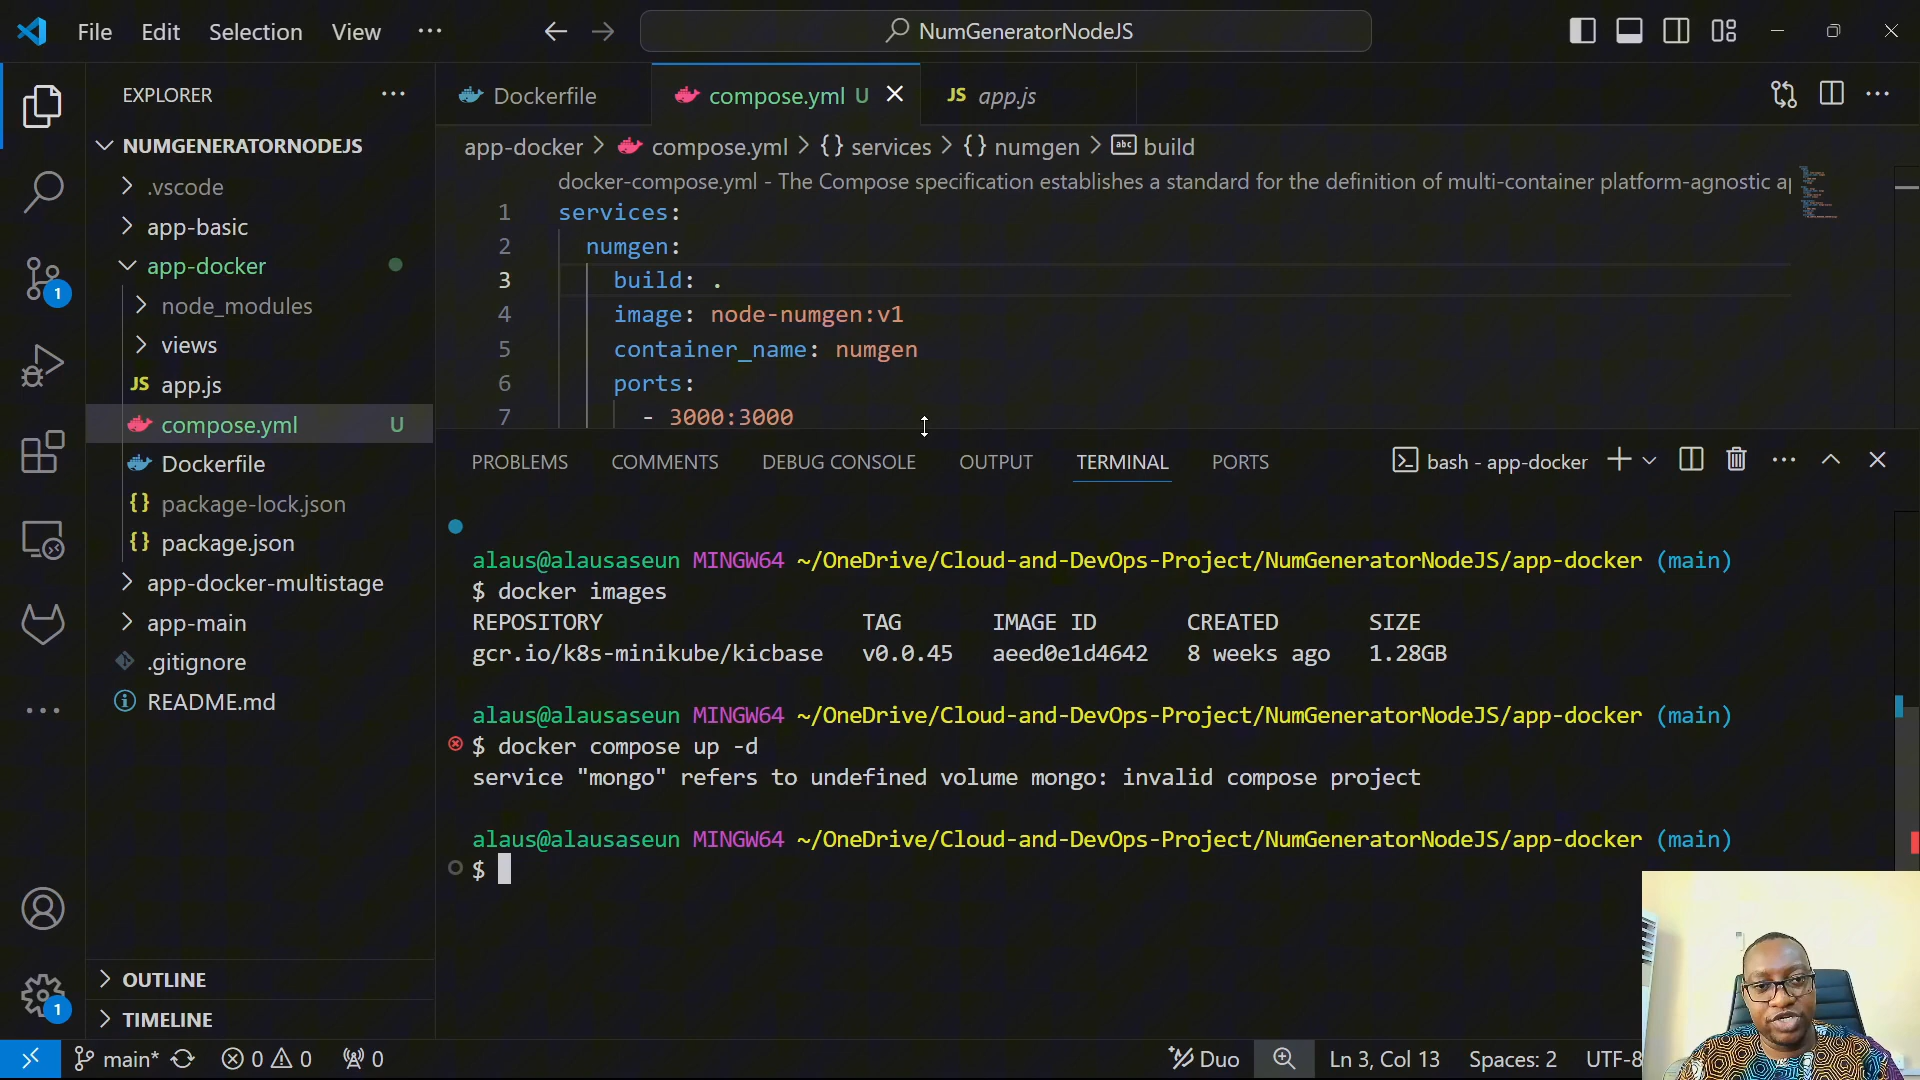 File Edit Selection View ···
NumGeneratorNodeJS
EXPLORER
NUMGENERATORNODEJS
.vscode
app-basic
app-docker
node_modules
views
JS app.js
compose.yml U
Dockerfile
{} package-lock.json
{} package.json
app-docker-multistage
app-main
.gitignore
README.md
OUTLINE
TIMELINE
1
1
Dockerfile
compose.yml U
JS app.js
app-docker > compose.yml > {} services > {} numgen > abc build
docker-compose.yml - The Compose specification establishes a standard for the definition of multi-container platform-agnostic a
1 services:
2 numgen:
3 build: .
4 image: node-numgen:v1
5 container_name: numgen
6 ports:
7 - 3000:3000
PROBLEMS COMMENTS DEBUG CONSOLE OUTPUT TERMINAL PORTS
bash - app-docker
alaus@alausaseun MINGW64 ~/OneDrive/Cloud-and-DevOps-Project/NumGeneratorNodeJS/app-docker (main)
$ docker images
REPOSITORY TAG IMAGE ID CREATED SIZE
gcr.io/k8s-minikube/kicbase v0.0.45 aeed0e1d4642 8 weeks ago 1.28GB
alaus@alausaseun MINGW64 ~/OneDrive/Cloud-and-DevOps-Project/NumGeneratorNodeJS/app-docker (main)
$ docker compose up -d
service "mongo" refers to undefined volume mongo: invalid compose project
alaus@alausaseun MINGW64 ~/OneDrive/Cloud-and-DevOps-Project/NumGeneratorNodeJS/app-docker (main)
$
main* 0 0 0
Duo Ln 3, Col 13 Spaces: 2 UTF-8